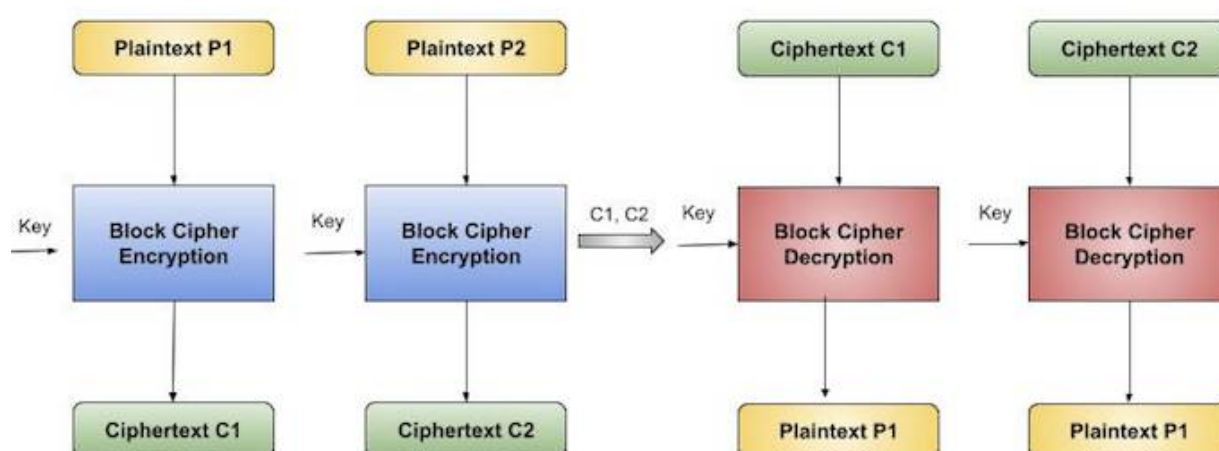 Plaintext P1
Plaintext P2
Ciphertext C1
Ciphertext C2
Key
Block Cipher
Encryption
Key
Block Cipher
Encryption
C1, C2
Key
Block Cipher
Decryption
Key
Block Cipher
Decryption
Ciphertext C1
Ciphertext C2
Plaintext P1
Plaintext P1